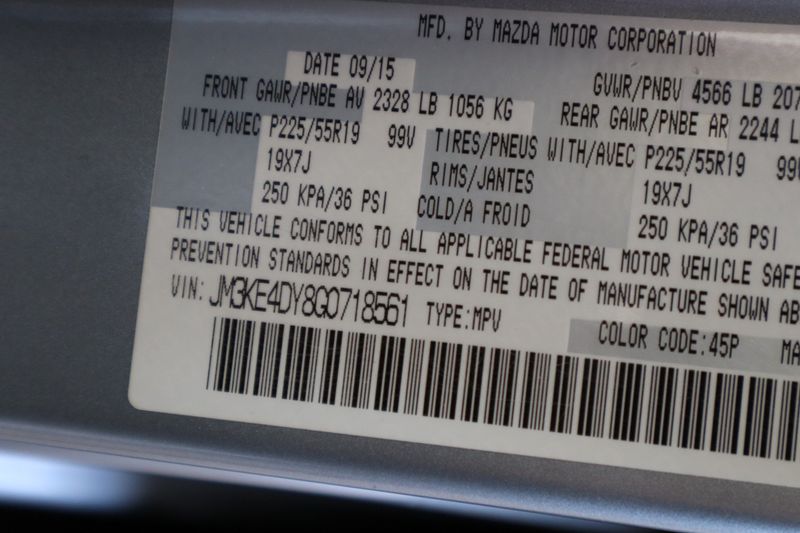 MFD. BY MAZDA MOTOR CORPORATION
DATE 09/15 GVWR/PNBV 4566 LB 207
FRONT GAWR/PNBE AV 2328 LB 1056 KG REAR GAWR/PNBE AR 2244 L
WITH/AVEC P225/55R19 99V TIRES/PNEUS WITH/AVEC P225/55R19 99V
19X7J RIMS/JANTES 19X7J
250 KPA/36 PSI COLD/A FROID 250 KPA/36 PSI
THIS VEHICLE CONFORMS TO ALL APPLICABLE FEDERAL MOTOR VEHICLE SAFE
PREVENTION STANDARDS IN EFFECT ON THE DATE OF MANUFACTURE SHOWN AB
VIN: JM3KE4DY8G0718561 TYPE:MPV
COLOR CODE:45P MA